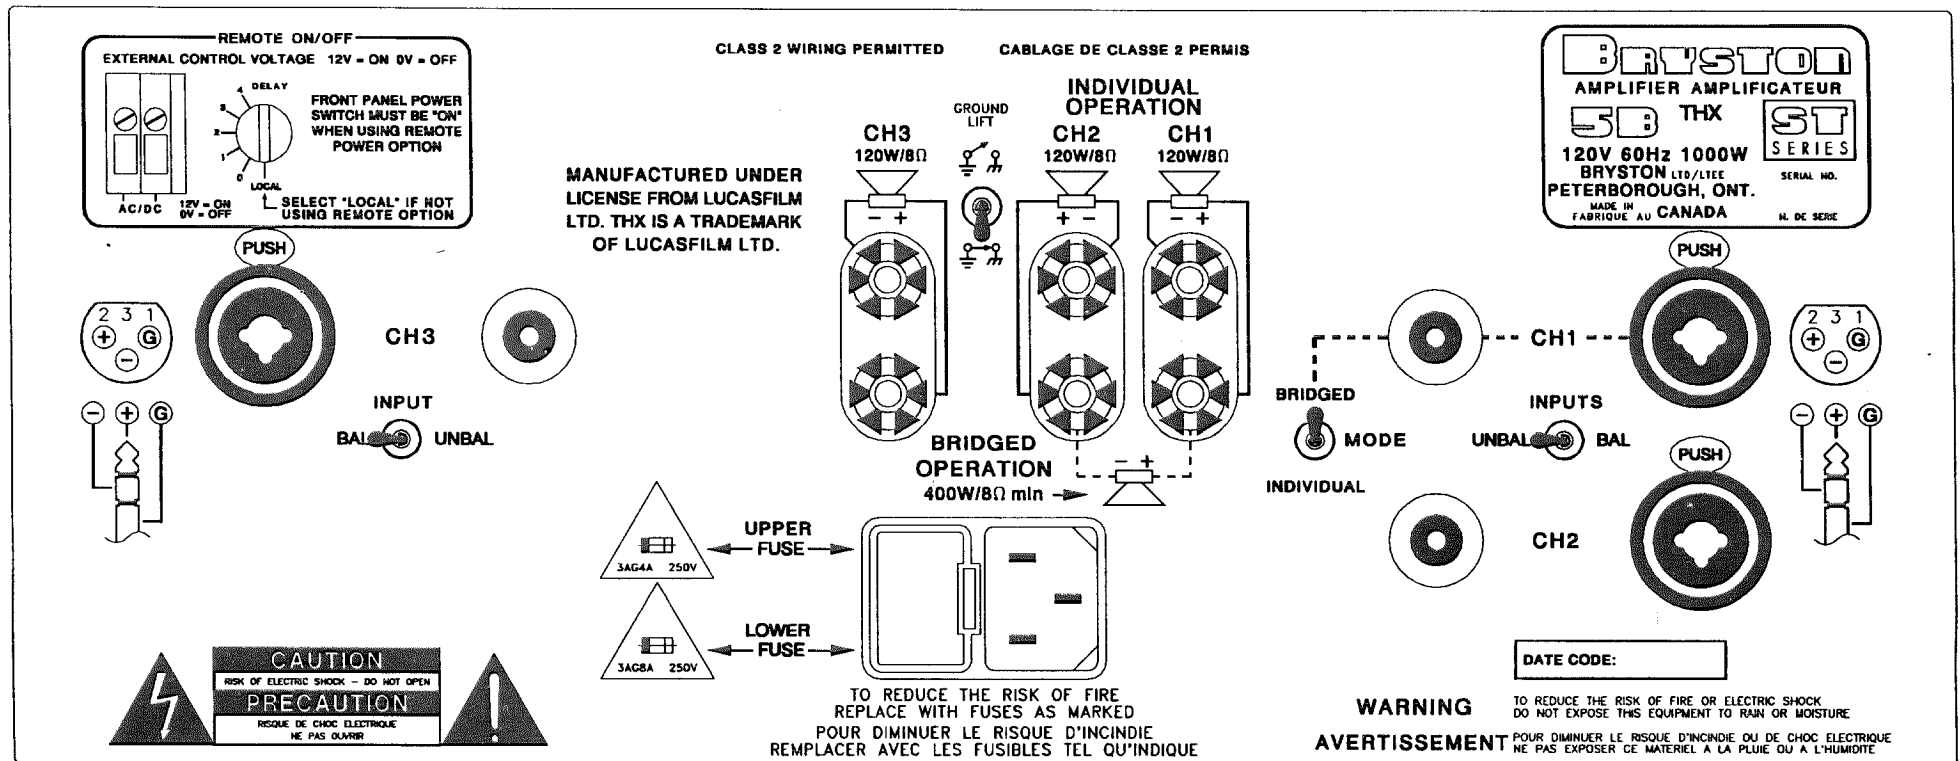 REMOTE ON/OFF
EXTERNAL CONTROL VOLTAGE 12V = ON 0V = OFF
DELAY
4
3
2
1
0
LOCAL
FRONT PANEL POWER
SWITCH MUST BE "ON"
WHEN USING REMOTE
POWER OPTION
AC/DC
12V = ON
0V = OFF
SELECT "LOCAL" IF NOT
USING REMOTE OPTION
PUSH
2 3 1
+ G
−
CH3
INPUT
BAL UNBAL
− + G
CLASS 2 WIRING PERMITTED
CABLAGE DE CLASSE 2 PERMIS
MANUFACTURED UNDER
LICENSE FROM LUCASFILM
LTD. THX IS A TRADEMARK
OF LUCASFILM LTD.
INDIVIDUAL
OPERATION
GROUND
LIFT
CH3
120W/8Ω
− +
CH2
120W/8Ω
+ −
CH1
120W/8Ω
− +
BRIDGED
OPERATION
400W/8Ω min
− +
UPPER
FUSE
3AG4A 250V
LOWER
FUSE
3AG8A 250V
TO REDUCE THE RISK OF FIRE
REPLACE WITH FUSES AS MARKED
POUR DIMINUER LE RISQUE D'INCINDIE
REMPLACER AVEC LES FUSIBLES TEL QU'INDIQUE
CAUTION
RISK OF ELECTRIC SHOCK – DO NOT OPEN
PRECAUTION
RISQUE DE CHOC ELECTRIQUE
NE PAS OUVRIR
BRYSTON
AMPLIFIER AMPLIFICATEUR
5B THX
ST
SERIES
120V 60Hz 1000W
BRYSTON LTD/LTEE
PETERBOROUGH, ONT.
MADE IN
FABRIQUE AU CANADA
SERIAL NO.
N. DE SERIE
PUSH
CH1
2 3 1
+ G
−
BRIDGED
MODE
INDIVIDUAL
INPUTS
UNBAL BAL
− + G
PUSH
CH2
DATE CODE:
WARNING
TO REDUCE THE RISK OF FIRE OR ELECTRIC SHOCK
DO NOT EXPOSE THIS EQUIPMENT TO RAIN OR MOISTURE
AVERTISSEMENT
POUR DIMINUER LE RISQUE D'INCINDIE OU DE CHOC ELECTRIQUE
NE PAS EXPOSER CE MATERIEL A LA PLUIE OU A L'HUMIDITE